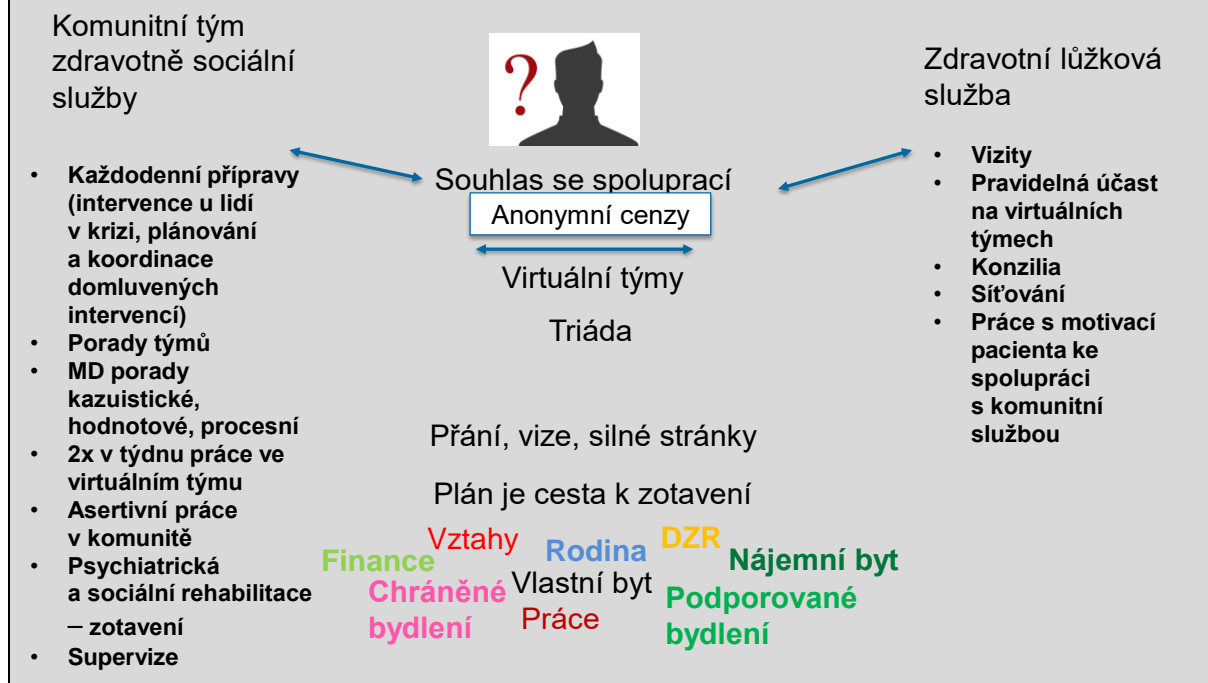 Komunitní tým
zdravotně sociální
služby
• Každodenní přípravy
(intervence u lidí
v krizi, plánování
a koordinace
domluvených
intervencí)
• Porady týmů
• MD porady
kazuistické,
hodnotové, procesní
• 2x v týdnu práce ve
virtuálním týmu
• Asertivní práce
v komunitě
• Psychiatrická
a sociální rehabilitace
– zotavení
• Supervize
?
Souhlas se spoluprací
Anonymní cenzy
Virtuální týmy
Triáda
Přání, vize, silné stránky
Plán je cesta k zotavení
Finance
Vztahy
Rodina
DZR
Nájemní byt
Chráněné
bydlení
Vlastní byt
Práce
Podporované
bydlení
Zdravotní lůžková
služba
• Vizity
• Pravidelná účast
na virtuálních
týmech
• Konzilia
• Síťování
• Práce s motivací
pacienta ke
spolupráci
s komunitní
službou